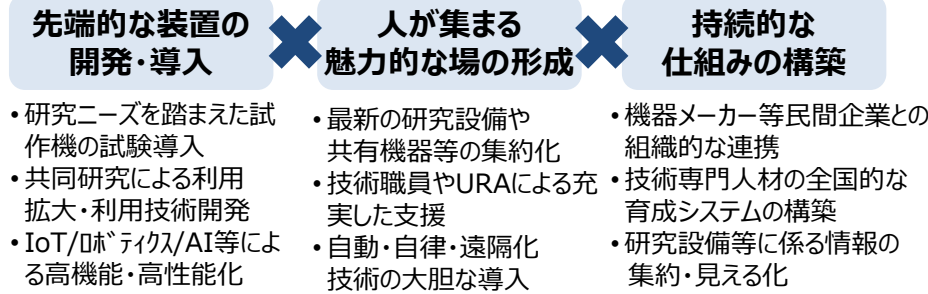 先端的な装置の
開発・導入
人が集まる
魅力的な場の形成
持続的な
仕組みの構築
•研究ニーズを踏まえた試
作機の試験導入
•共同研究による利用
拡大・利用技術開発
•IoT/ﾛﾎﾞﾃｨｸｽ/AI等によ
る高機能・高性能化
•最新の研究設備や
共有機器等の集約化
•技術職員やURAによる充
実した支援
•自動・自律・遠隔化
技術の大胆な導入
•機器メーカー等民間企業との
組織的な連携
•技術専門人材の全国的な
育成システムの構築
•研究設備等に係る情報の
集約・見える化